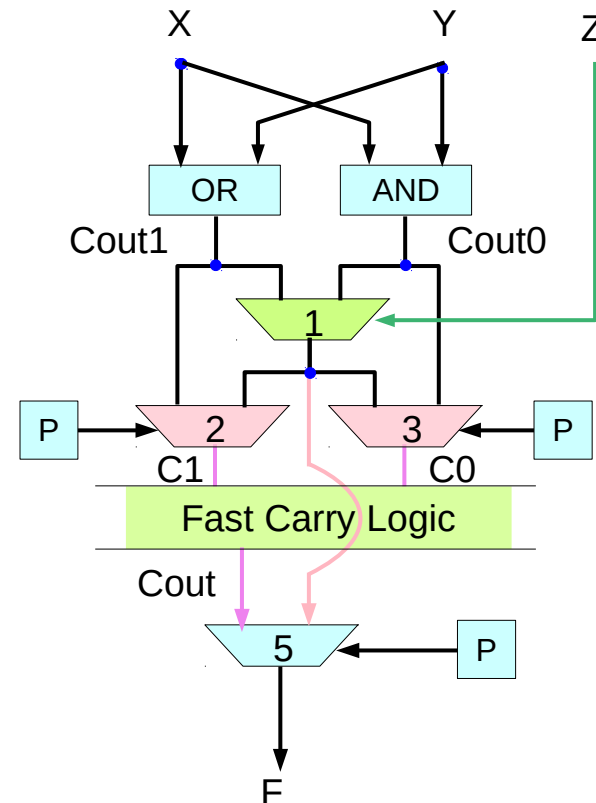 X Y Z
OR AND
Cout1 Cout0
1
P 2 3 P
C1 C0
Fast Carry Logic
Cout
5 P
F